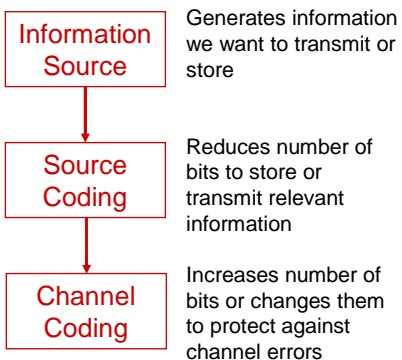 Information
Source
Generates information
we want to transmit or
store
Source
Coding
Reduces number of
bits to store or
transmit relevant
information
Channel
Coding
Increases number of
bits or changes them
to protect against
channel errors